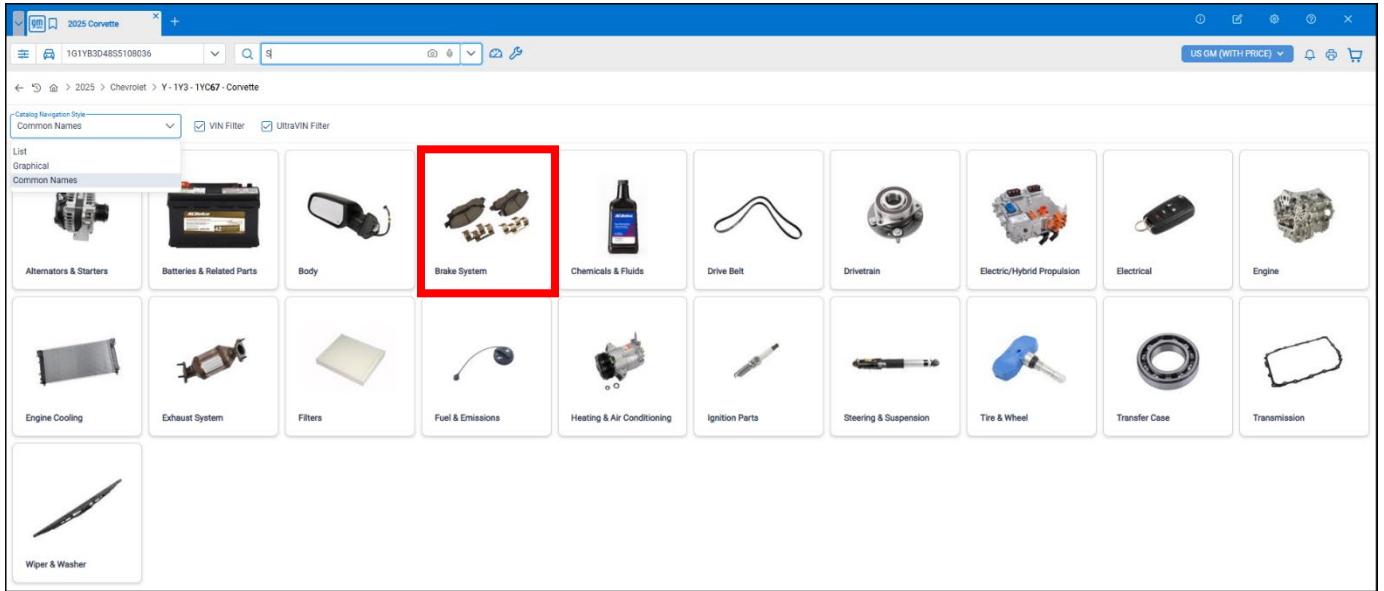 gm 2025 Corvette
1G1YB3D48S5108036 S US GM (WITH PRICE)
2025 > Chevrolet > Y - 1Y3 - 1YC67 - Corvette
Catalog Navigation Style
Common Names VIN Filter UltraVIN Filter
List
Graphical
Common Names
ACDelco
ACDelco
Alternators & Starters Batteries & Related Parts Body Brake System Chemicals & Fluids Drive Belt Drivetrain Electric/Hybrid Propulsion Electrical Engine
Engine Cooling Exhaust System Filters Fuel & Emissions Heating & Air Conditioning Ignition Parts Steering & Suspension Tire & Wheel Transfer Case Transmission
Wiper & Washer